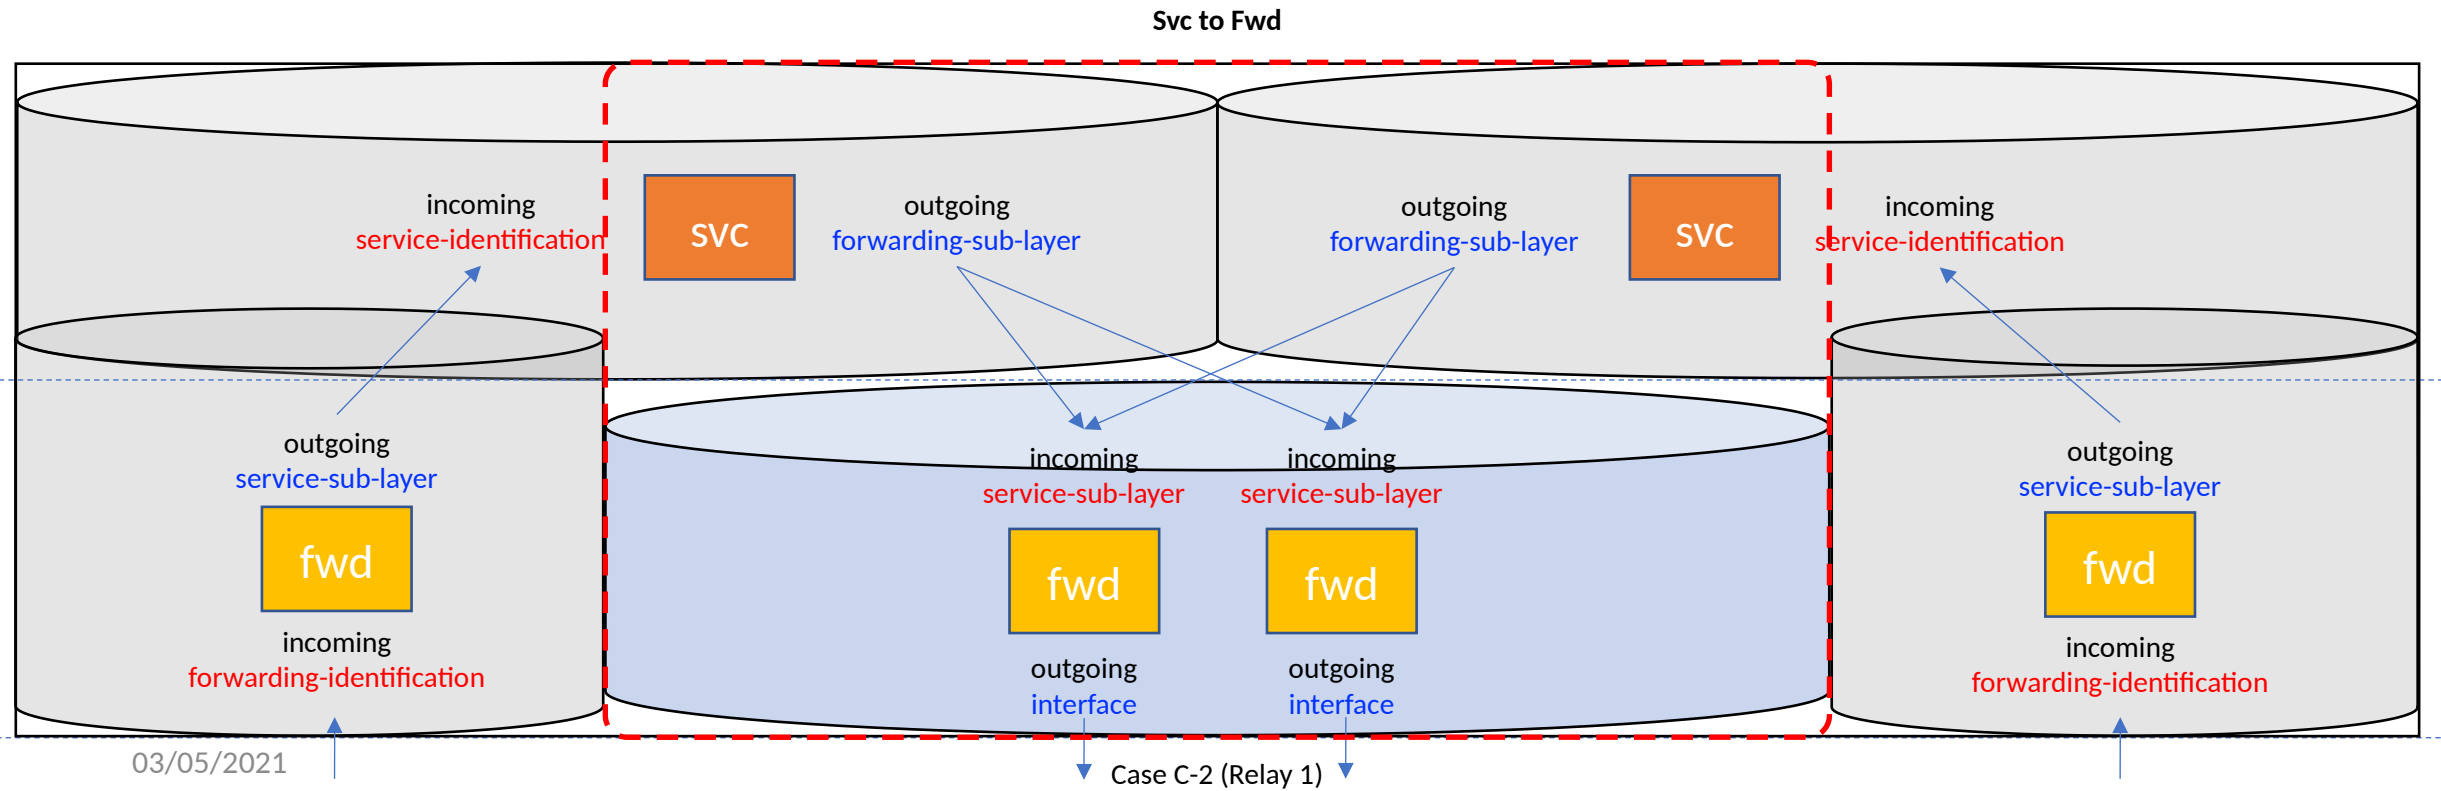 Svc to Fwd
incoming
service-identification
svc
outgoing
forwarding-sub-layer
outgoing
forwarding-sub-layer
svc
incoming
service-identification
outgoing
service-sub-layer
fwd
incoming
forwarding-identification
incoming
service-sub-layer
fwd
outgoing
interface
incoming
service-sub-layer
fwd
outgoing
interface
outgoing
service-sub-layer
fwd
incoming
forwarding-identification
03/05/2021
Case C-2 (Relay 1)